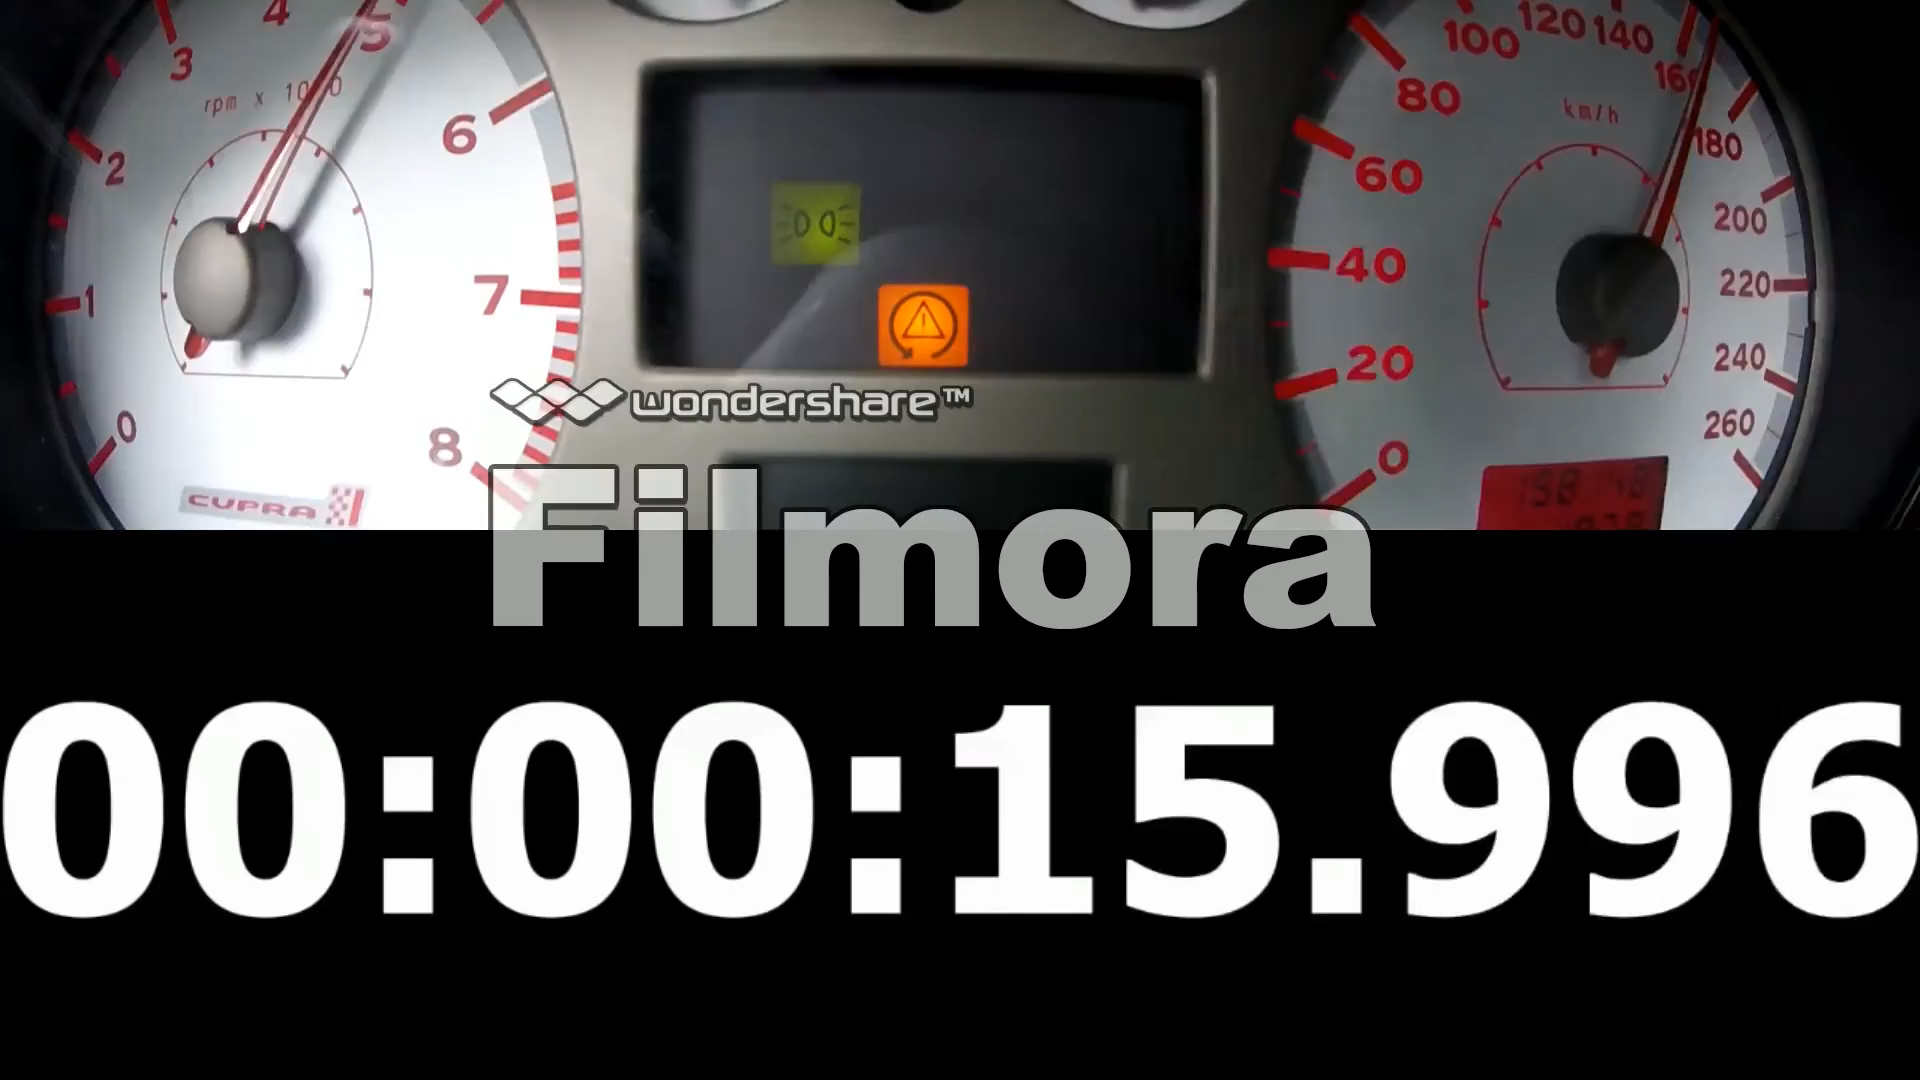 3 4 5
rpm x 1000
2 6
1 7
0 8
CUPRA
80 100 120 140 160
km/h
60 180
40 200
20 220
0 240
260
wondershare™
Filmora
00:00:15.996